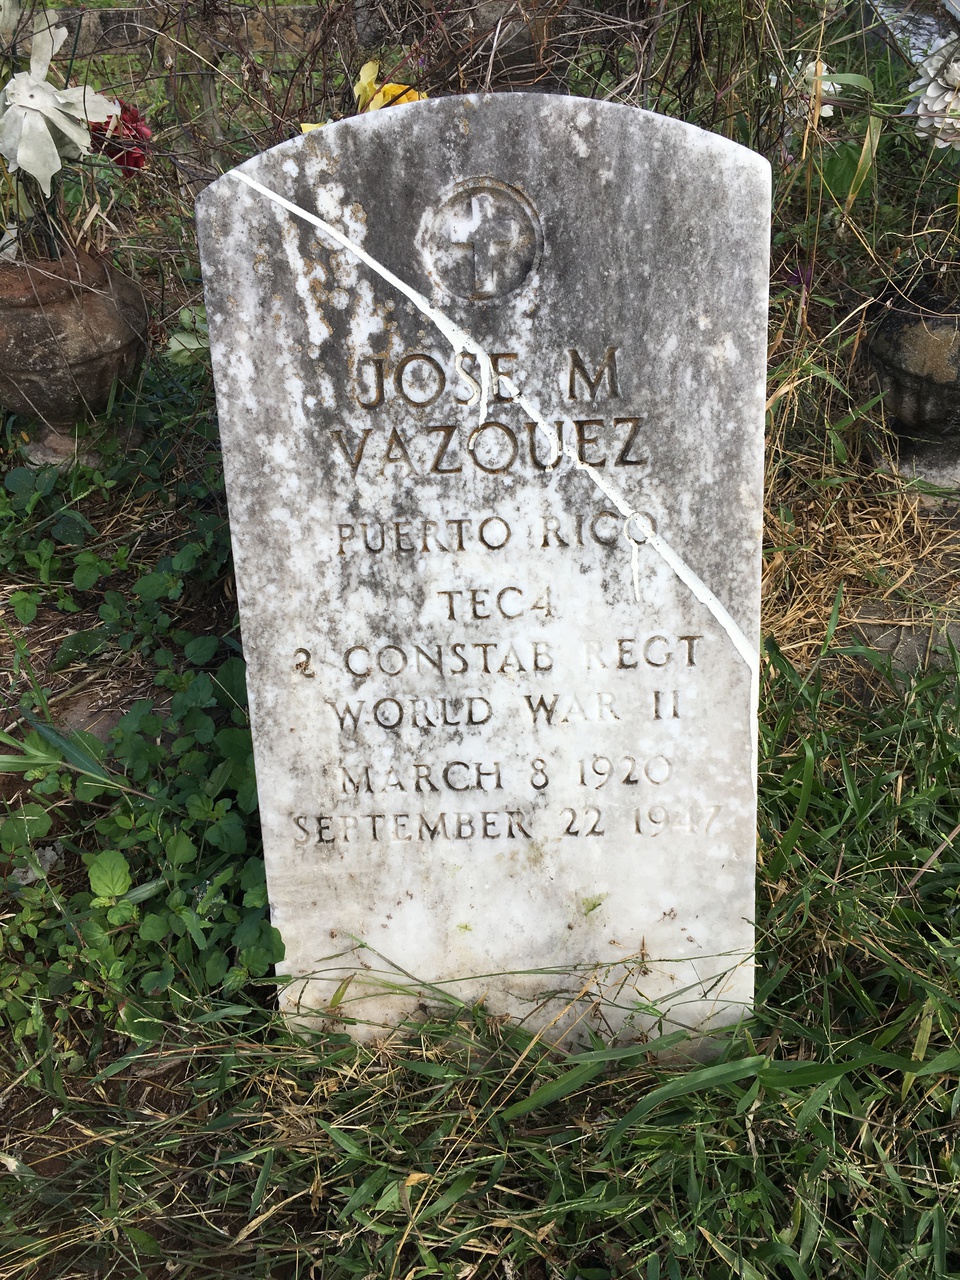 JOSE M
VAZQUEZ
PUERTO RICO
TEC4
2 CONSTAB REGT
WORLD WAR II
MARCH 8 1920
SEPTEMBER 22 1947